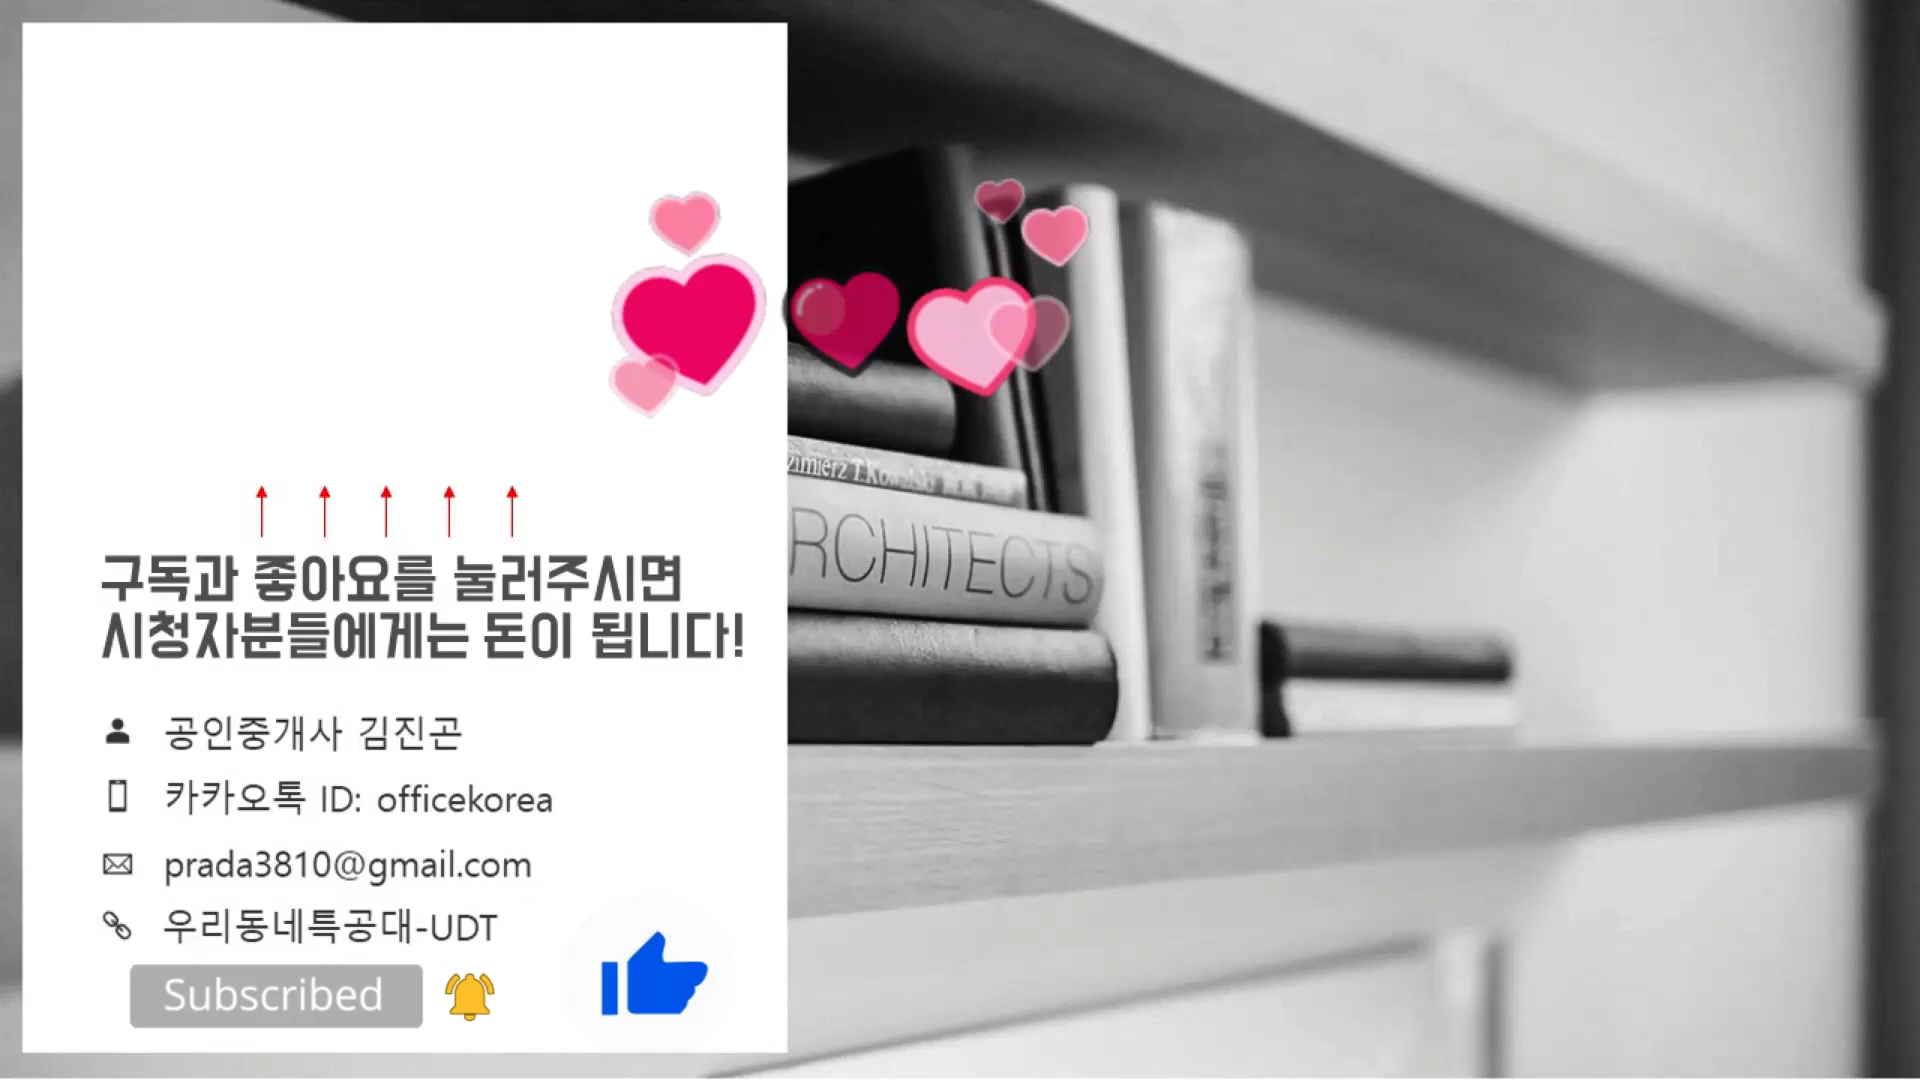 구독과 좋아요를 눌러주시면
시청자분들에게는 돈이 됩니다!
공인중개사 김진곤
카카오톡 ID: officekorea
prada3810@gmail.com
우리동네특공대-UDT
Subscribed
zimierz T.Kowalski
RCHITECTS